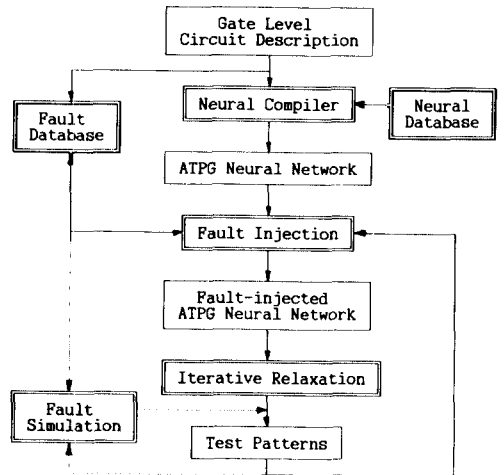 Gate Level
Circuit Description
Neural Compiler
Neural
Database
Fault
Database
ATPG Neural Network
Fault Injection
Fault-injected
ATPG Neural Network
Iterative Relaxation
Fault
Simulation
Test Patterns